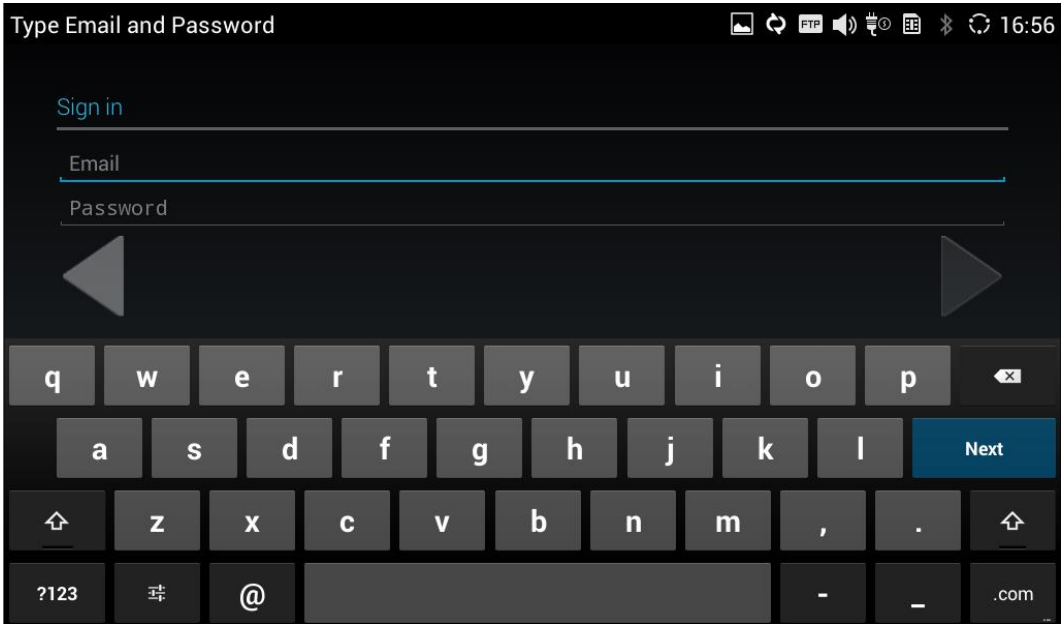 Type Email and Password FTP 16:56
Sign in
Email
Password
q w e r t y u i o p
a s d f g h j k l Next
z x c v b n m , .
?123 @ - _ .com